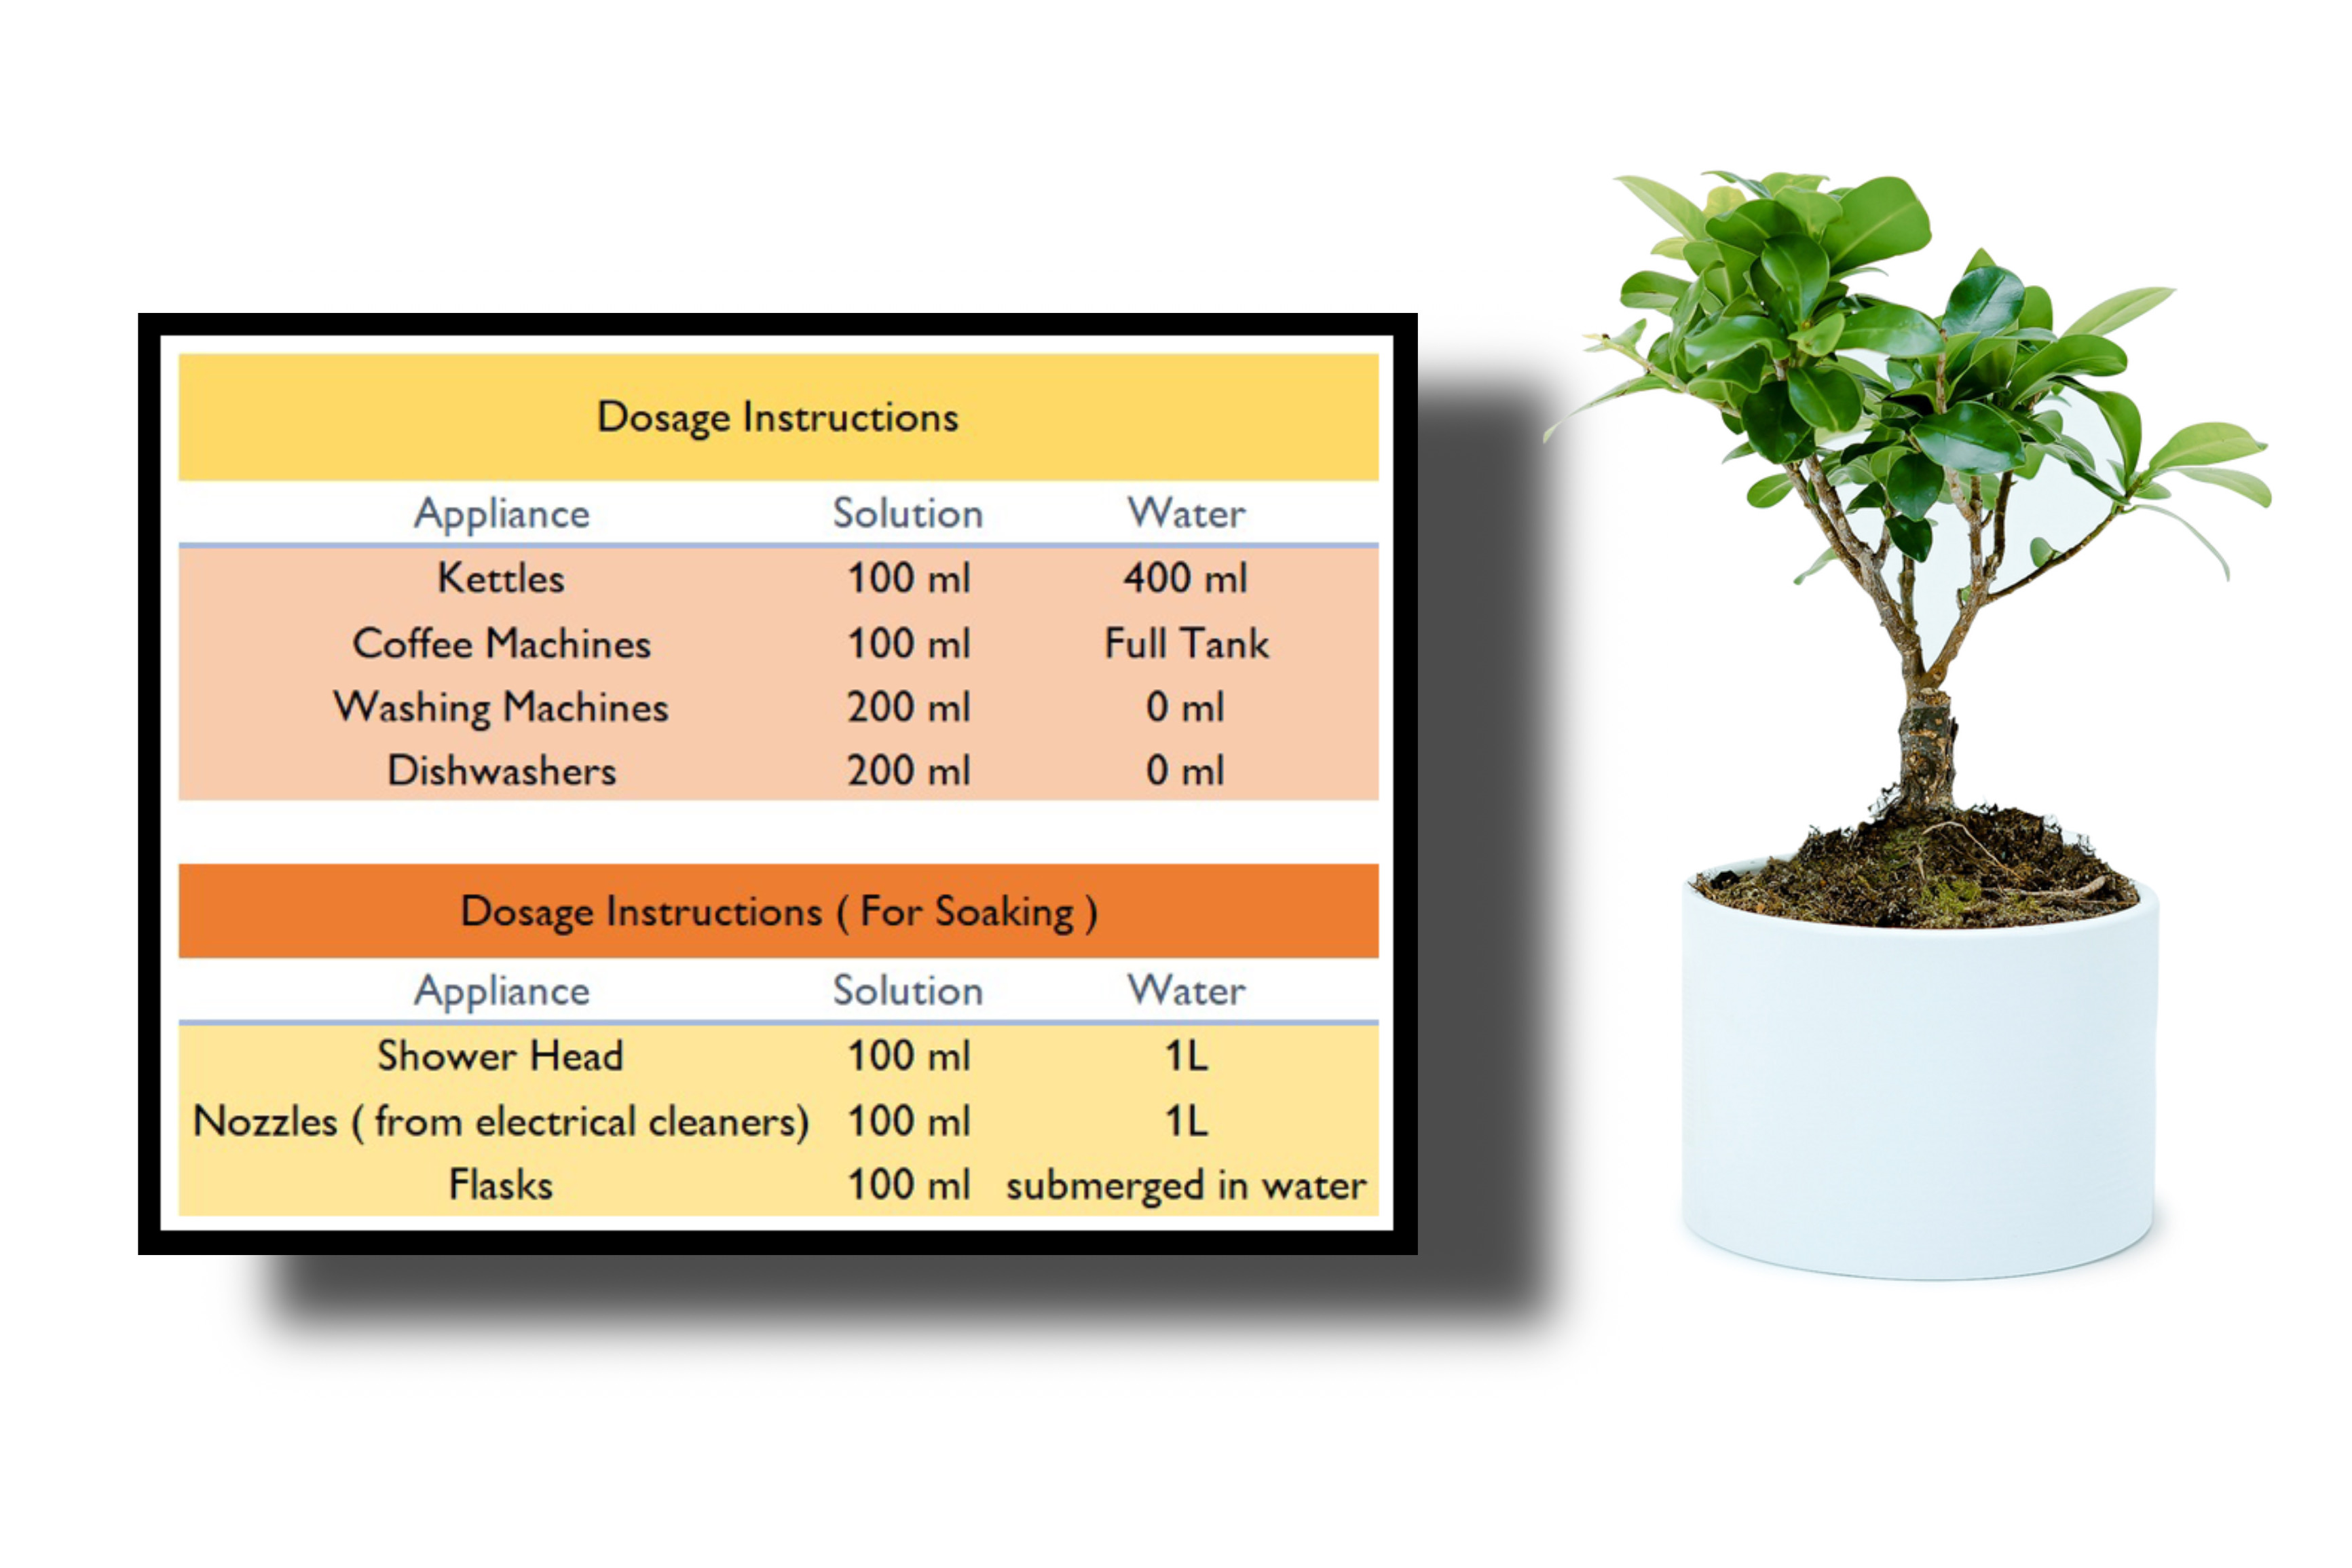 Dosage Instructions
Appliance Solution Water
Kettles 100 ml 400 ml
Coffee Machines 100 ml Full Tank
Washing Machines 200 ml 0 ml
Dishwashers 200 ml 0 ml
Dosage Instructions ( For Soaking )
Appliance Solution Water
Shower Head 100 ml 1L
Nozzles ( from electrical cleaners) 100 ml 1L
Flasks 100 ml submerged in water